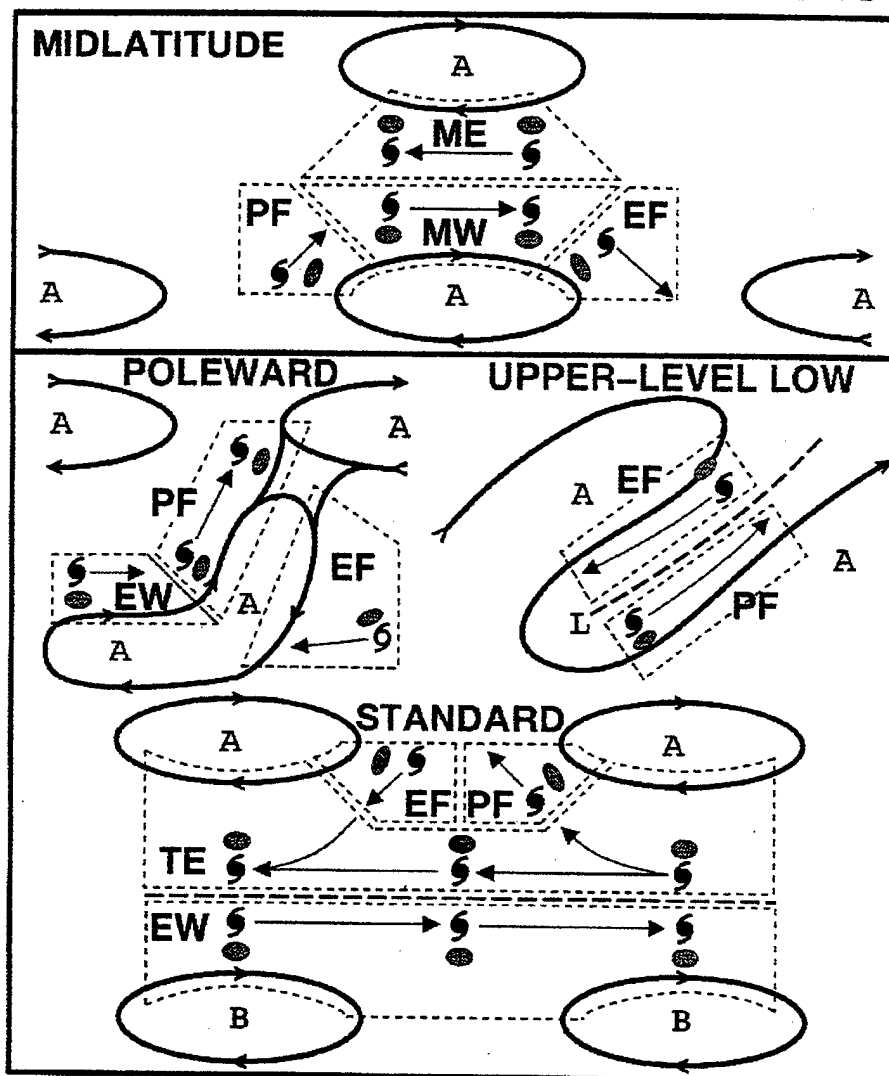 MIDLATITUDE
A
ME
PF
EF
MW
A
A
A
POLEWARD
UPPER-LEVEL LOW
A
A
A
EF
PF
A
EW
A
EF
PF
L
A
STANDARD
A
A
EF
PF
TE
EW
B
B